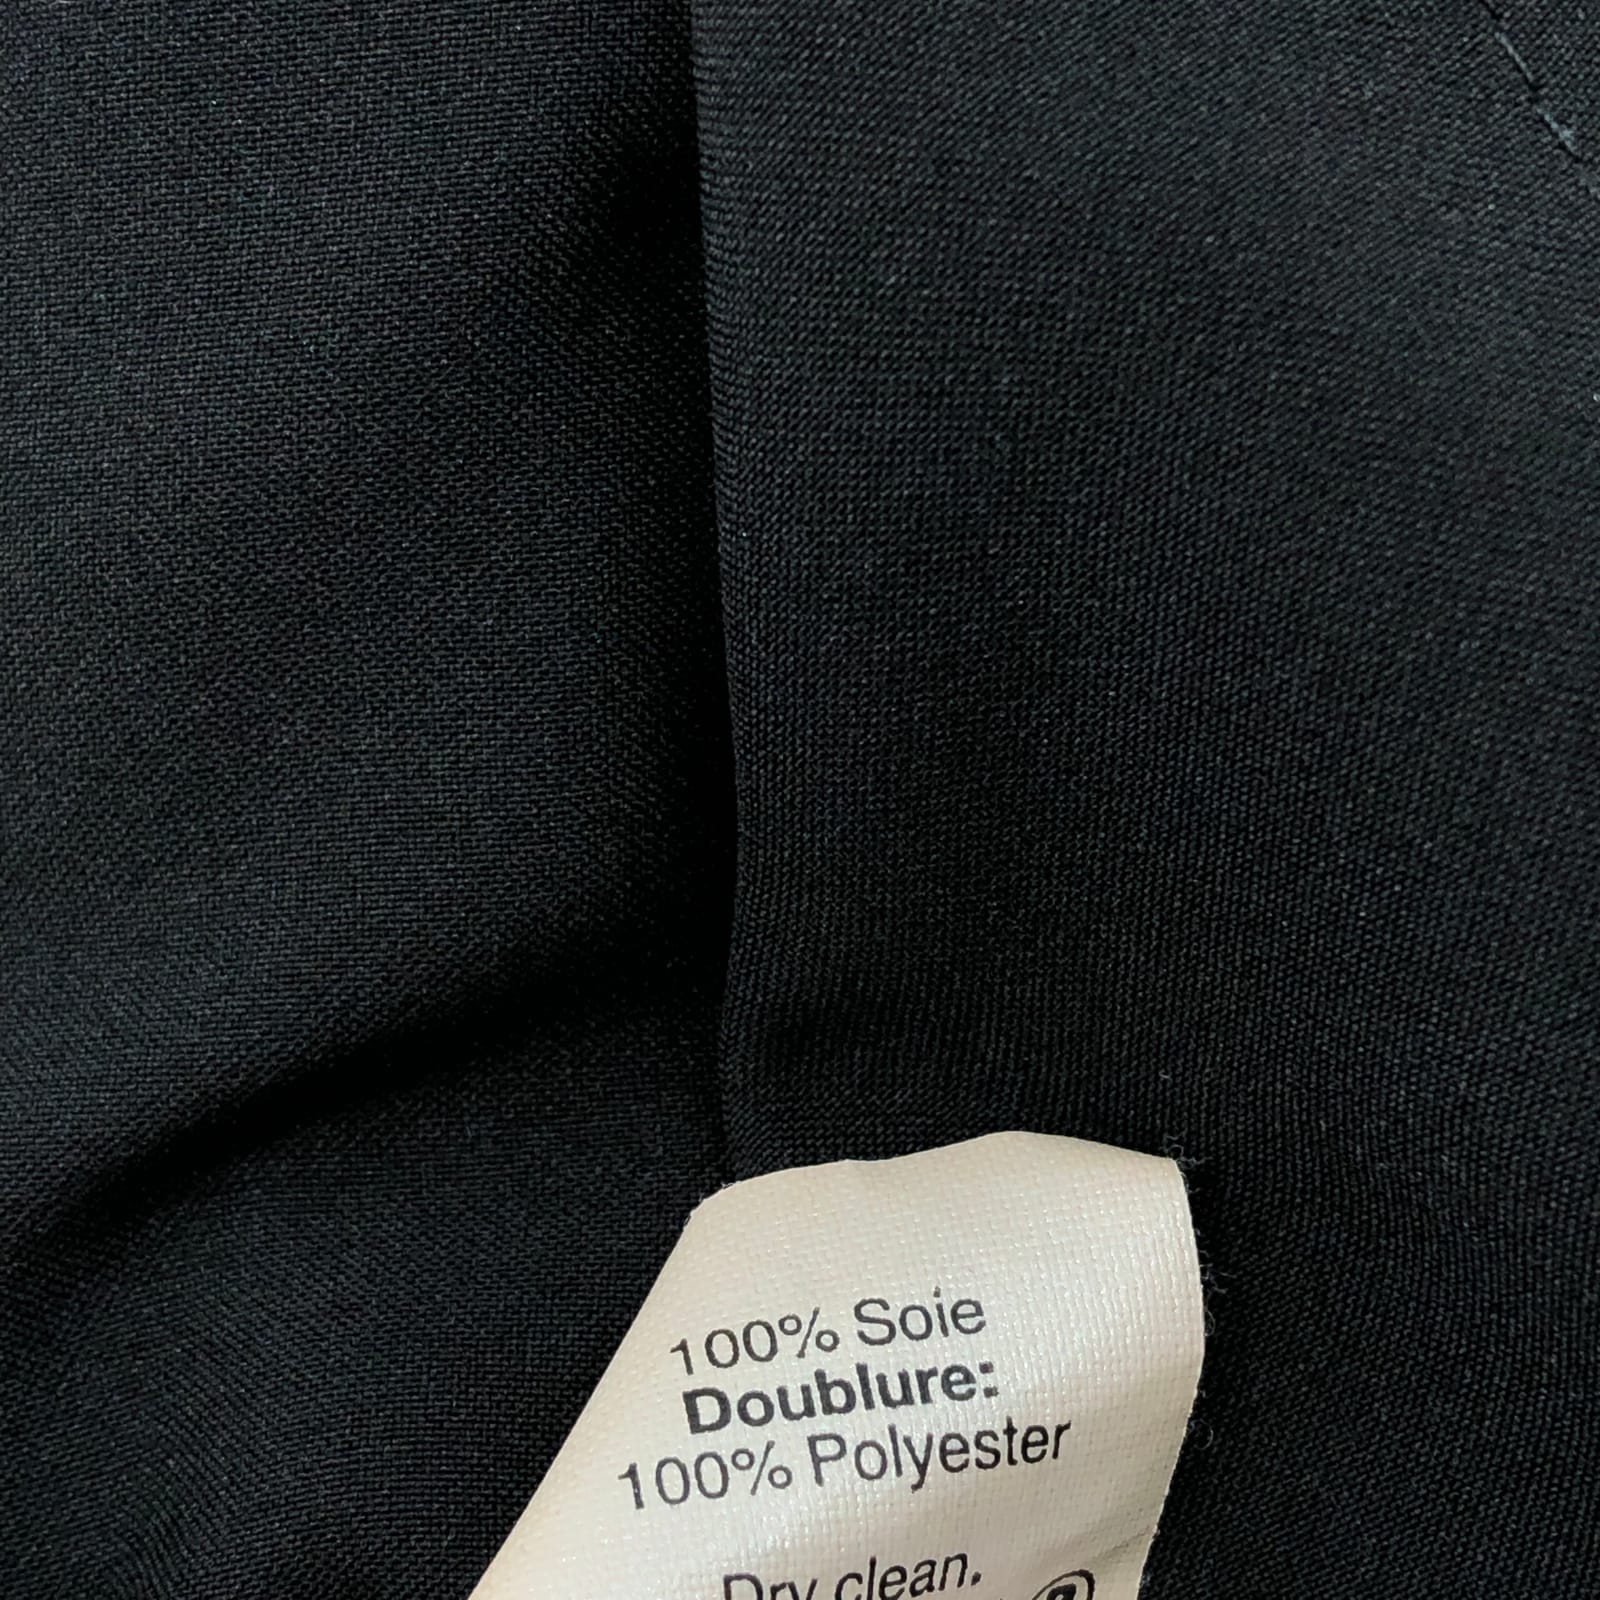 100% Soie
Doublure:
100% Polyester
Dry clean.